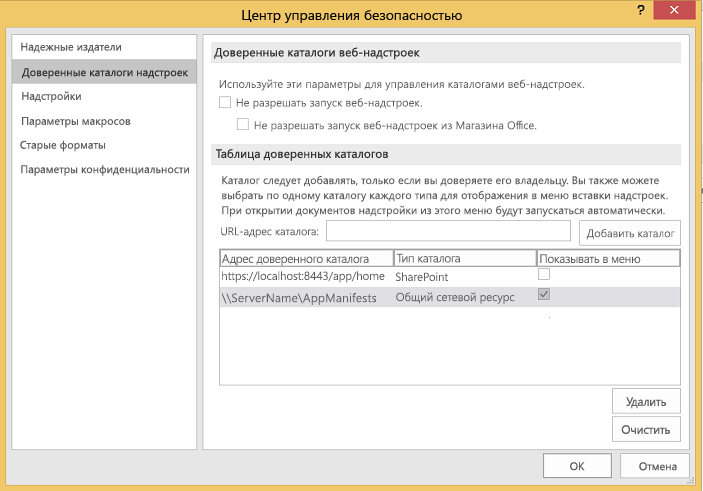 Центр управления безопасностью
?
Надежные издатели
Доверенные каталоги надстроек
Надстройки
Параметры макросов
Старые форматы
Параметры конфиденциальности
Доверенные каталоги веб-надстроек
Используйте эти параметры для управления каталогами веб-надстроек.
Не разрешать запуск веб-надстроек.
Не разрешать запуск веб-надстроек из Магазина Office.
Таблица доверенных каталогов
Каталог следует добавлять, только если вы доверяете его владельцу. Вы также можете
выбрать по одному каталогу каждого типа для отображения в меню вставки надстроек.
При открытии документов надстройки из этого меню будут запускаться автоматически.
URL-адрес каталога:
Добавить каталог
Адрес доверенного каталога Тип каталога Показывать в меню
https://localhost:8443/app/home SharePoint
\\ServerName\AppManifests Общий сетевой ресурс
Удалить
Очистить
OK Отмена